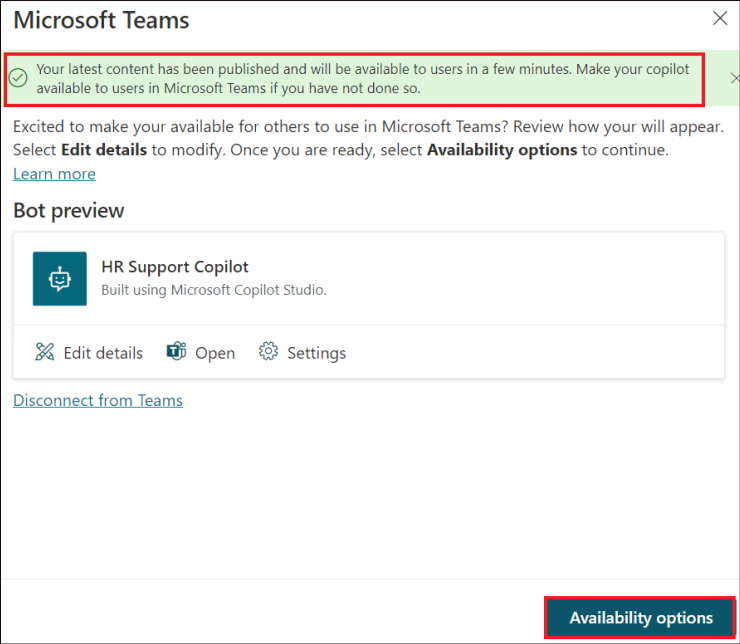 Microsoft Teams
Your latest content has been published and will be available to users in a few minutes. Make your copilot
available to users in Microsoft Teams if you have not done so.
Excited to make your available for others to use in Microsoft Teams? Review how your will appear.
Select Edit details to modify. Once you are ready, select Availability options to continue.
Learn more
Bot preview
HR Support Copilot
Built using Microsoft Copilot Studio.
Edit details Open Settings
Disconnect from Teams
Availability options